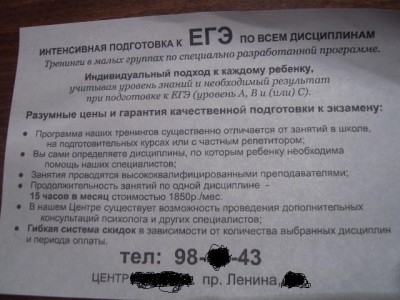 ИНТЕНСИВНАЯ ПОДГОТОВКА К ЕГЭ ПО ВСЕМ ДИСЦИПЛИНАМ
Тренинги в малых группах по специально разработанной программе.
Индивидуальный подход к каждому ребенку,
учитывая уровень знаний и необходимый результат
при подготовке к ЕГЭ (уровень А, В и (или) С).
Разумные цены и гарантия качественной подготовки к экзамену:
• Программа наших тренингов существенно отличается от занятий в школе,
на подготовительных курсах или с частным репетитором;
• Вы сами определяете дисциплины, по которым ребенку необходима
помощь наших специалистов;
• Занятия проводятся высококвалифицированными преподавателями;
• Продолжительность занятий по одной дисциплине -
15 часов в месяц стоимостью 1850р./мес.
• В нашем Центре существует возможность проведения дополнительных
консультаций психолога и других специалистов;
• Гибкая система скидок в зависимости от количества выбранных дисциплин
и периода оплаты.
тел: 98- -43
ЦЕНТР пр. Ленина,